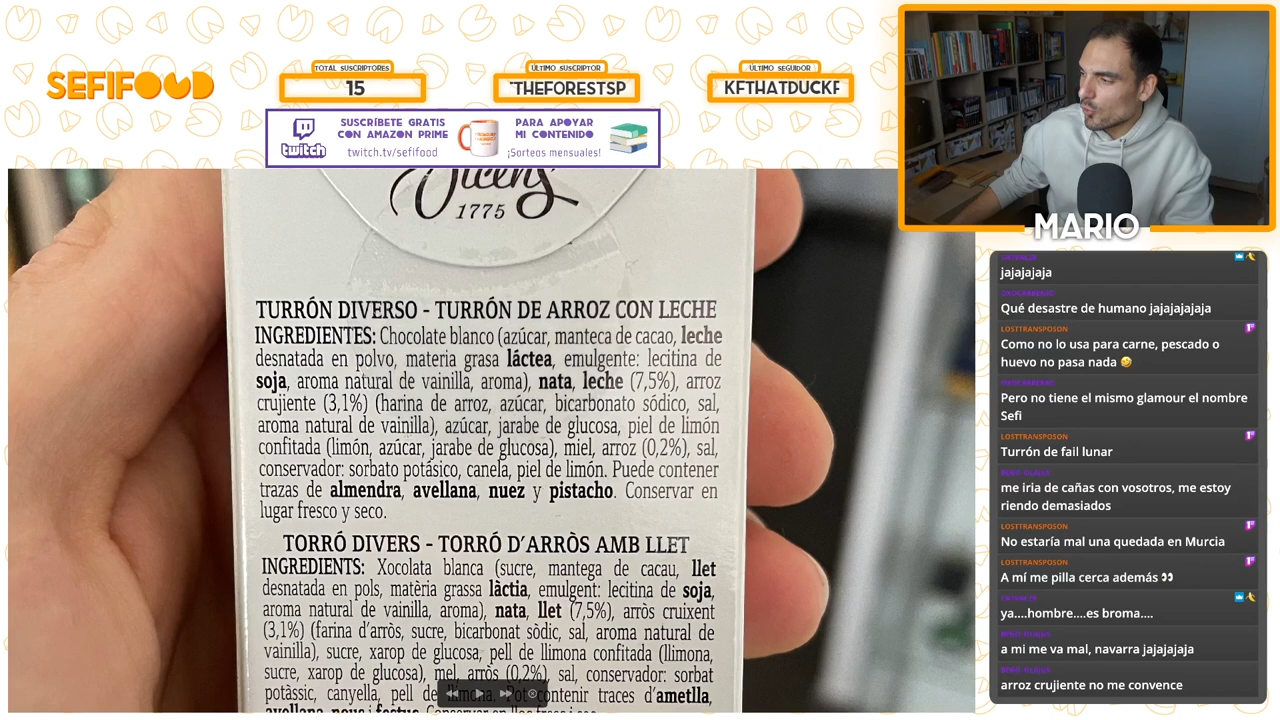 SEFIFOOD
TOTAL SUSCRIPTORES
15
ÚLTIMO SUSCRIPTOR
THEFORESTSP
ÚLTIMO SEGUIDOR
KFTHATDUCKF
twitch
SUSCRÍBETE GRATIS
CON AMAZON PRIME
twitch.tv/sefifood
PARA APOYAR
MI CONTENIDO
¡Sorteos mensuales!
MARIO
Vicens
1775
TURRÓN DIVERSO - TURRÓN DE ARROZ CON LECHE
INGREDIENTES: Chocolate blanco (azúcar, manteca de cacao, leche
desnatada en polvo, materia grasa láctea, emulgente: lecitina de
soja, aroma natural de vainilla, aroma), nata, leche (7,5%), arroz
crujiente (3,1%) (harina de arroz, azúcar, bicarbonato sódico, sal,
aroma natural de vainilla), azúcar, jarabe de glucosa, piel de limón
confitada (limón, azúcar, jarabe de glucosa), miel, arroz (0,2%), sal,
conservador: sorbato potásico, canela, piel de limón. Puede contener
trazas de almendra, avellana, nuez y pistacho. Conservar en
lugar fresco y seco.
TORRÓ DIVERS - TORRÓ D'ARRÒS AMB LLET
INGREDIENTS: Xocolata blanca (sucre, mantega de cacau, llet
desnatada en pols, matèria grassa làctia, emulgent: lecitina de soja,
aroma natural de vainilla, aroma), nata, llet (7,5%), arròs cruixent
(3,1%) (farina d'arròs, sucre, bicarbonat sòdic, sal, aroma natural de
vainilla), sucre, xarop de glucosa, pell de llimona confitada (llimona,
sucre, xarop de glucosa), mel, arròs (0,2%), sal, conservador: sorbat
potàssic, canyella, pell de llimona. Pot contenir traces d'ametlla,
jajajajaja
Qué desastre de humano jajajajajaja
LOSTTRANSPOSON
Como no lo usa para carne, pescado o
huevo no pasa nada 🤣
Pero no tiene el mismo glamour el nombre
Sefi
LOSTTRANSPOSON
Turrón de fail lunar
me iria de cañas con vosotros, me estoy
riendo demasiados
LOSTTRANSPOSON
No estaría mal una quedada en Murcia
LOSTTRANSPOSON
A mí me pilla cerca además 👀
ya....hombre....es broma....
a mi me va mal, navarra jajajajaja
arroz crujiente no me convence